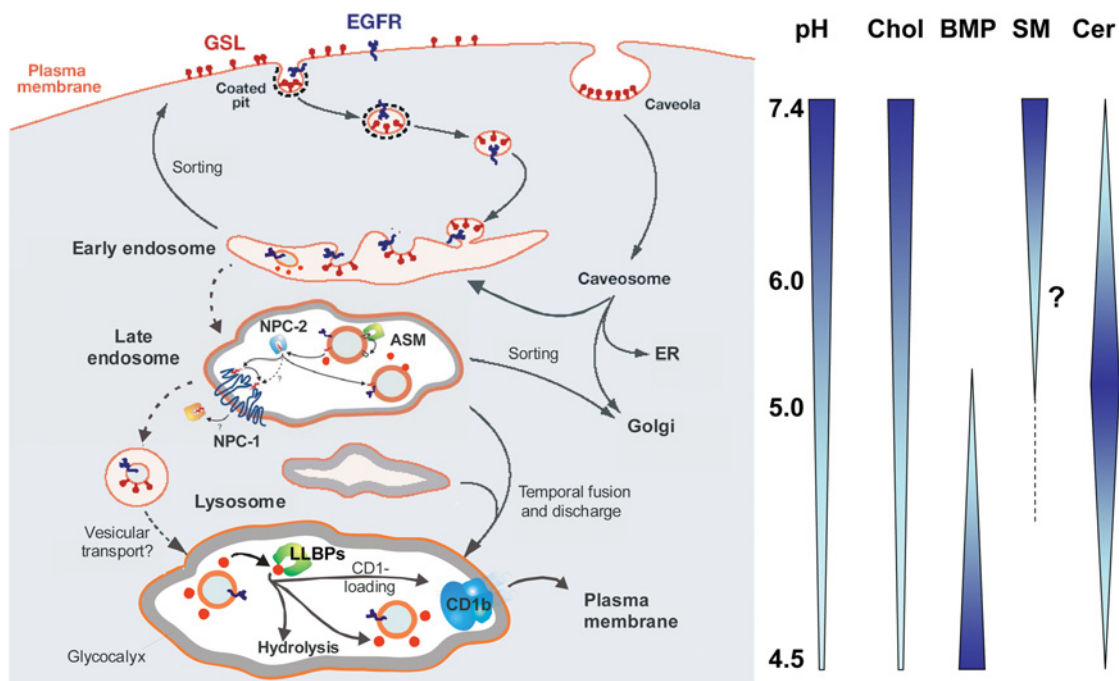 EGFR
GSL
Plasma
membrane
Coated
pit
Caveola
Sorting
Early endosome
Caveosome
Late
endosome
NPC-2
ASM
?
Sorting
ER
NPC-1
?
Golgi
Lysosome
Temporal fusion
and discharge
Vesicular
transport?
LLBPs
CD1-
loading
CD1b
Plasma
membrane
Hydrolysis
Glycocalyx
pH Chol BMP SM Cer
7.4
6.0
?
5.0
4.5